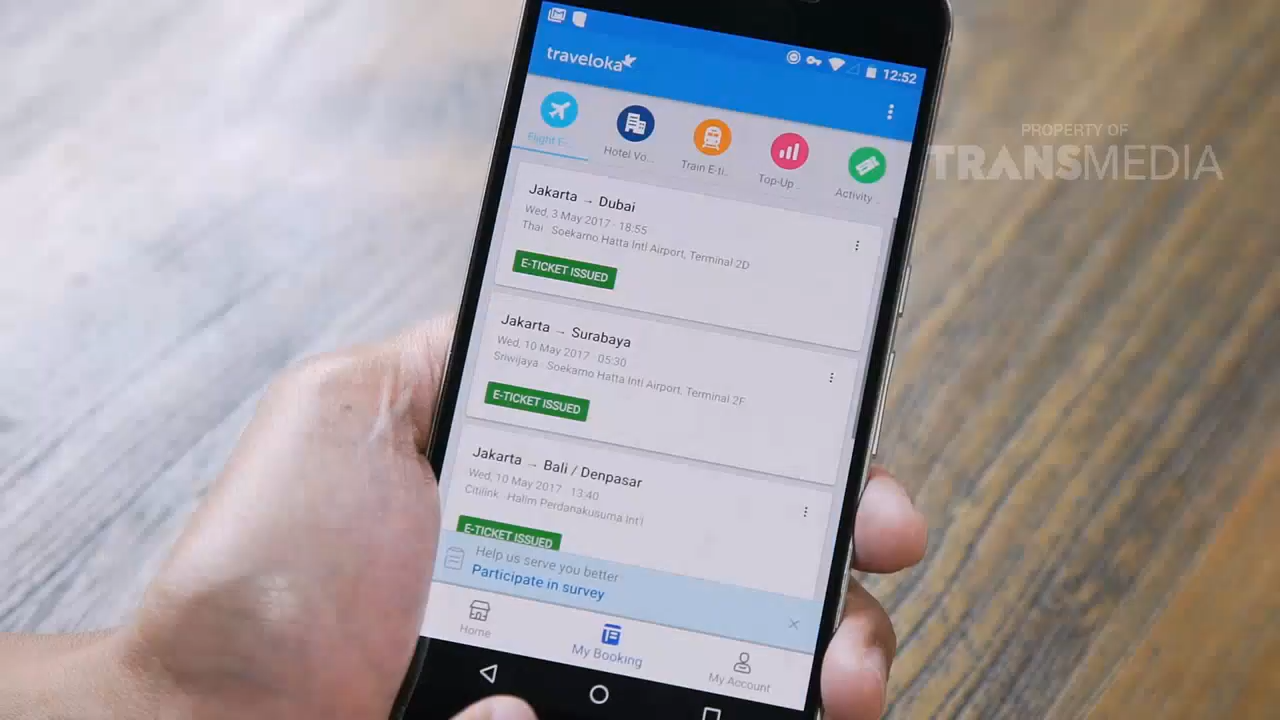 traveloka
12:52
PROPERTY OF
TRANSMEDIA
Flight E-...
Hotel Vo...
Train E-ti...
Top-Up ...
Activity ...
Jakarta → Dubai
Wed, 3 May 2017 · 18:55
Thai · Soekarno Hatta Intl Airport, Terminal 2D
E-TICKET ISSUED
Jakarta → Surabaya
Wed, 10 May 2017 · 05:30
Sriwijaya · Soekarno Hatta Intl Airport, Terminal 2F
E-TICKET ISSUED
Jakarta → Bali / Denpasar
Wed, 10 May 2017 · 13:40
Citilink · Halim Perdanakusuma Int'l
E-TICKET ISSUED
Help us serve you better
Participate in survey
Home
My Booking
My Account